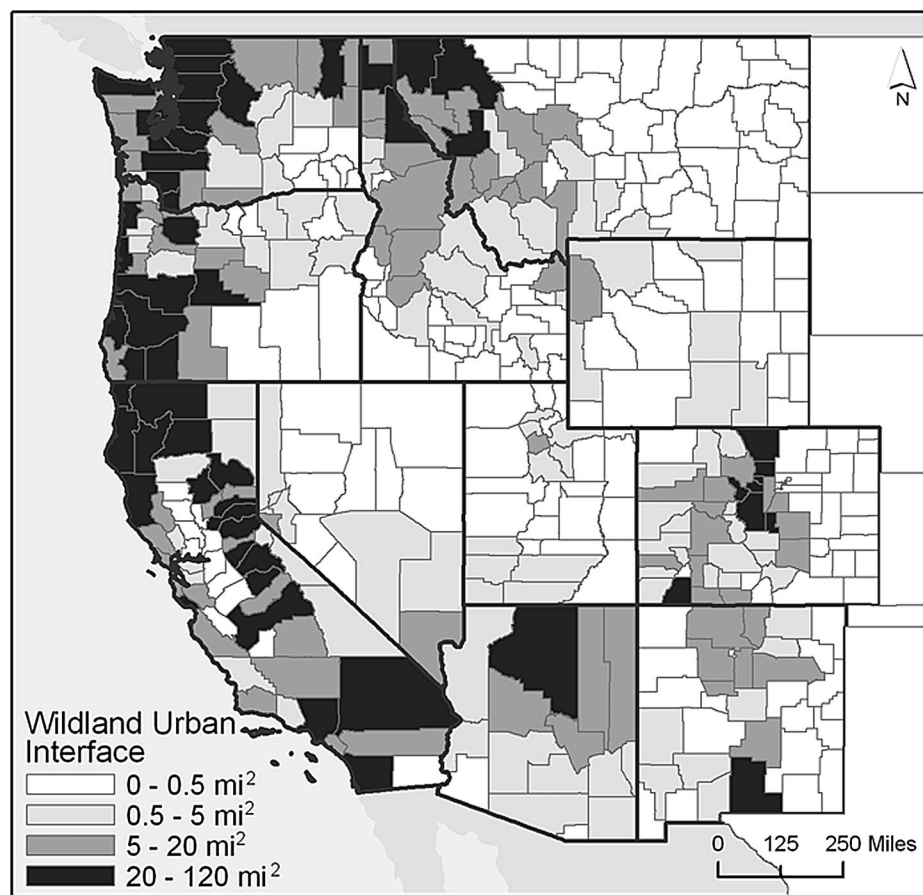 N
Wildland Urban
Interface
0 - 0.5 mi²
0.5 - 5 mi²
5 - 20 mi²
20 - 120 mi²
0 125 250 Miles